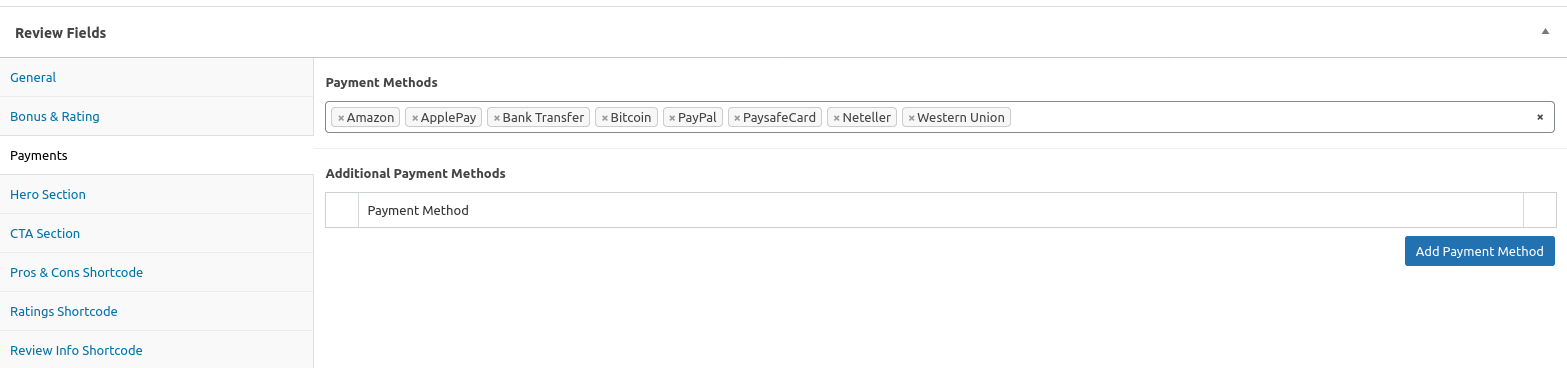 Review Fields
General
Bonus & Rating
Payments
Hero Section
CTA Section
Pros & Cons Shortcode
Ratings Shortcode
Review Info Shortcode
Payment Methods
× Amazon × ApplePay × Bank Transfer × Bitcoin × PayPal × PaysafeCard × Neteller × Western Union ×
Additional Payment Methods
Payment Method
Add Payment Method